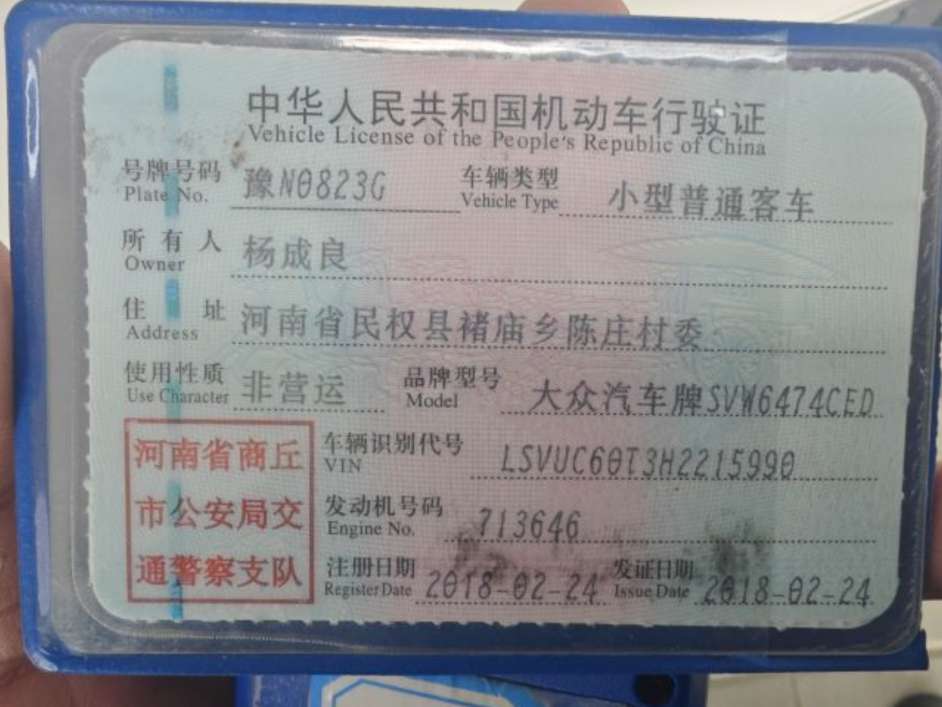 中华人民共和国机动车行驶证
Vehicle License of the People's Republic of China
号牌号码 豫N0823G 车辆类型 小型普通客车
Plate No. Vehicle Type
所有人 杨成良
Owner
住址 河南省民权县褚庙乡陈庄村委
Address
使用性质 非营运 品牌型号 大众汽车牌SVW6474CED
Use Character Model
河南省商丘
市公安局交
通警察支队
车辆识别代号 LSVUC60T3H2215990
VIN
发动机号码 713646
Engine No.
注册日期 2018-02-24 发证日期 2018-02-24
Register Date Issue Date